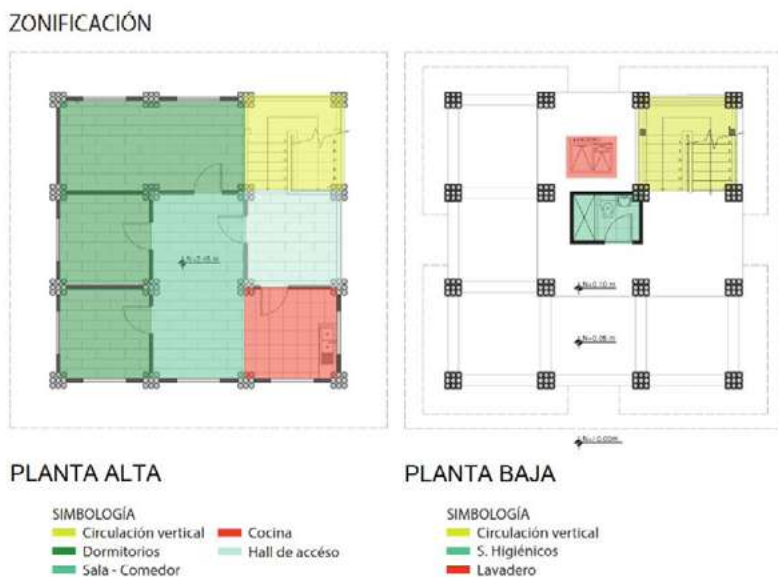 ZONIFICACIÓN
PLANTA ALTA
SIMBOLOGÍA
Circulación vertical
Dormitorios
Sala - Comedor
Cocina
Hall de accéso
PLANTA BAJA
SIMBOLOGÍA
Circulación vertical
S. Higiénicos
Lavadero